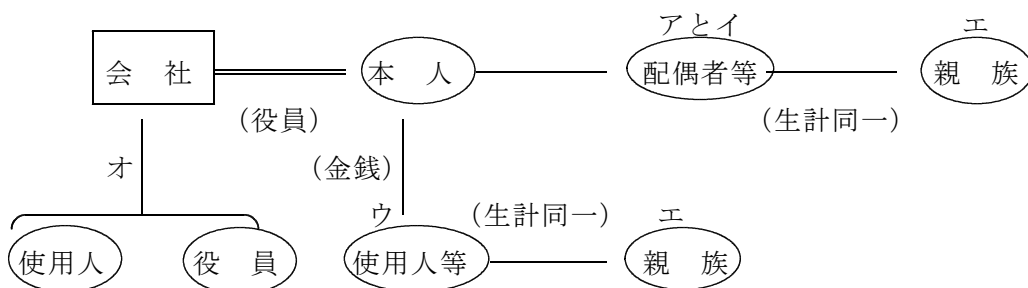 アとイ エ
会 社 本 人 配偶者等 親 族
(役員) (生計同一)
オ (金銭)
ウ (生計同一) エ
使用人 役 員 使用人等 親 族